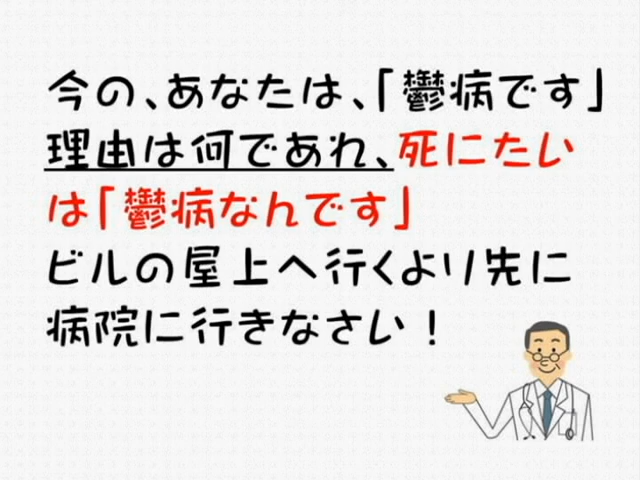 今の、あなたは、「鬱病です」
理由は何であれ、死にたい
は「鬱病なんです」
ビルの屋上へ行くより先に
病院に行きなさい！